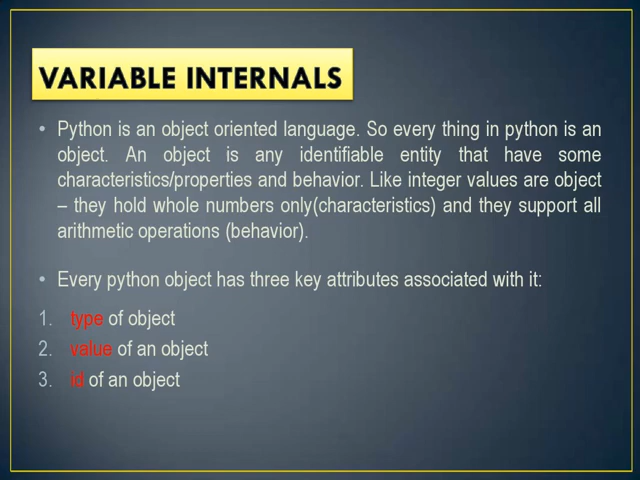 VARIABLE INTERNALS
• Python is an object oriented language. So every thing in python is an
object. An object is any identifiable entity that have some
characteristics/properties and behavior. Like integer values are object
– they hold whole numbers only(characteristics) and they support all
arithmetic operations (behavior).
• Every python object has three key attributes associated with it:
1. type of object
2. value of an object
3. id of an object